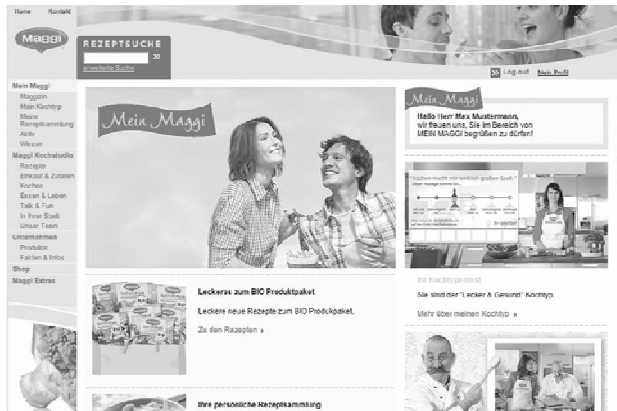 Home Kontakt
Maggi
REZEPTSUCHE
erweiterte Suche
Log out Mein Profil
Mein Maggi
Maggizin
Mein Kochtyp
Meine
Rezeptsammlung
Aktiv
Wissen
Maggi Kochstudio
Rezepte
Einkauf & Zutaten
Kochen
Essen & Leben
Talk & Fun
In Ihrer Stadt
Unser Team
Unternehmen
Produkte
Fakten & Infos
Shop
Maggi Extras
Mein Maggi
Leckeres zum BIO Produktpaket
Leckere neue Rezepte zum BIO Produkpaket.
Zu den Rezepten
Ihre persönliche Rezeptsammlung
Mein Maggi
Hallo Herr Max Mustermann,
wir freuen uns, Sie im Bereich von
MEIN MAGGI begrüßen zu dürfen!
Ihr Kochtypentest
Sie sind der "Lecker & Gesund" Kochtyp.
Mehr über meinen Kochtyp